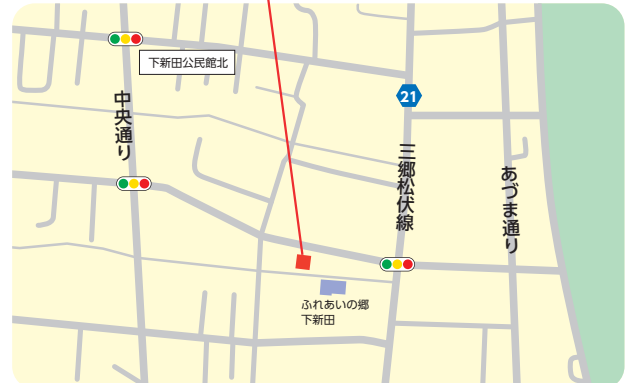 下新田公民館北
中央通り
21
三郷松伏線
あづま通り
ふれあいの郷
下新田